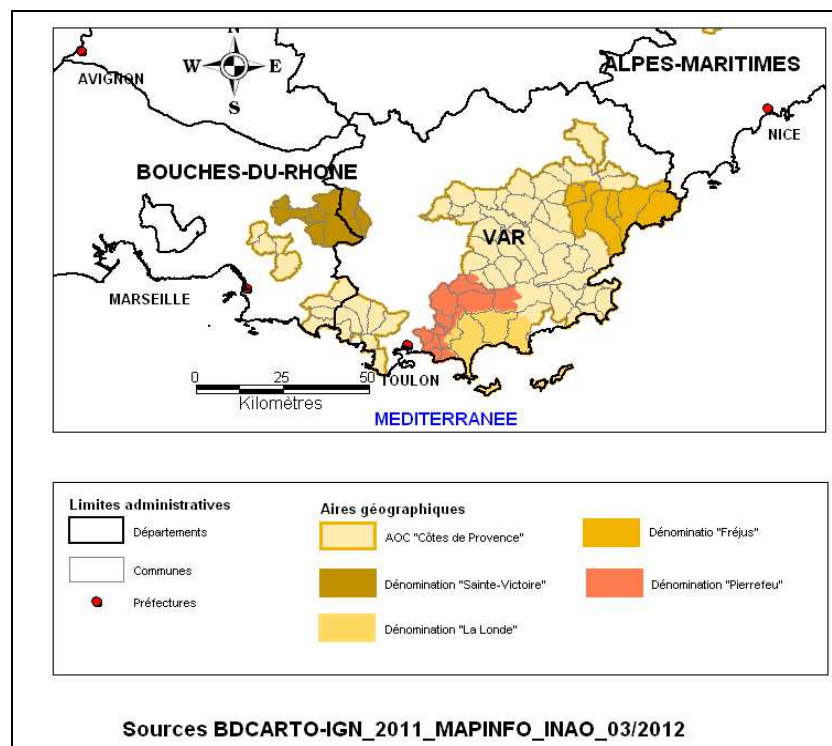 N
W E
S
AVIGNON
ALPES-MARITIMES
NICE
BOUCHES-DU-RHONE
VAR
MARSEILLE
TOULON
0 25 50
Kilomètres
MEDITERRANEE
Limites administratives
Départements
Communes
Préfectures
Aires géographiques
AOC "Côtes de Provence"
Dénomination "Sainte-Victoire"
Dénomination "La Londe"
Dénominatio "Fréjus"
Dénomination "Pierrefeu"
Sources BDCARTO-IGN_2011_MAPINFO_INAO_03/2012